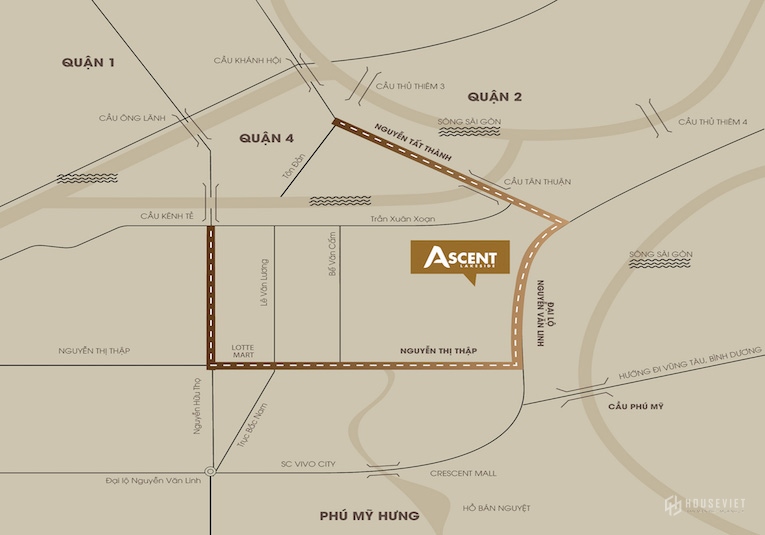 QUẬN 1
CẦU KHÁNH HỘI
CẦU THỦ THIÊM 3
QUẬN 2
CẦU ÔNG LÃNH
SÔNG SÀI GÒN
CẦU THỦ THIÊM 4
NGUYỄN TẤT THÀNH
QUẬN 4
Tôn Đản
CẦU TÂN THUẬN
CẦU KÊNH TẺ
Trần Xuân Xoạn
Lê Văn Lương
Bế Văn Cấm
ASCENT
LAKESIDE
SÔNG SÀI GÒN
ĐẠI LỘ
NGUYỄN VĂN LINH
NGUYỄN THỊ THẬP
LOTTE
MART
NGUYỄN THỊ THẬP
HƯỚNG ĐI VŨNG TÀU, BÌNH DƯƠNG
Nguyễn Hữu Thọ
Trục Bắc Nam
CẦU PHÚ MỸ
SC VIVO CITY
CRESCENT MALL
Đại lộ Nguyễn Văn Linh
HỒ BÁN NGUYỆT
PHÚ MỸ HƯNG
HOUSEVIET